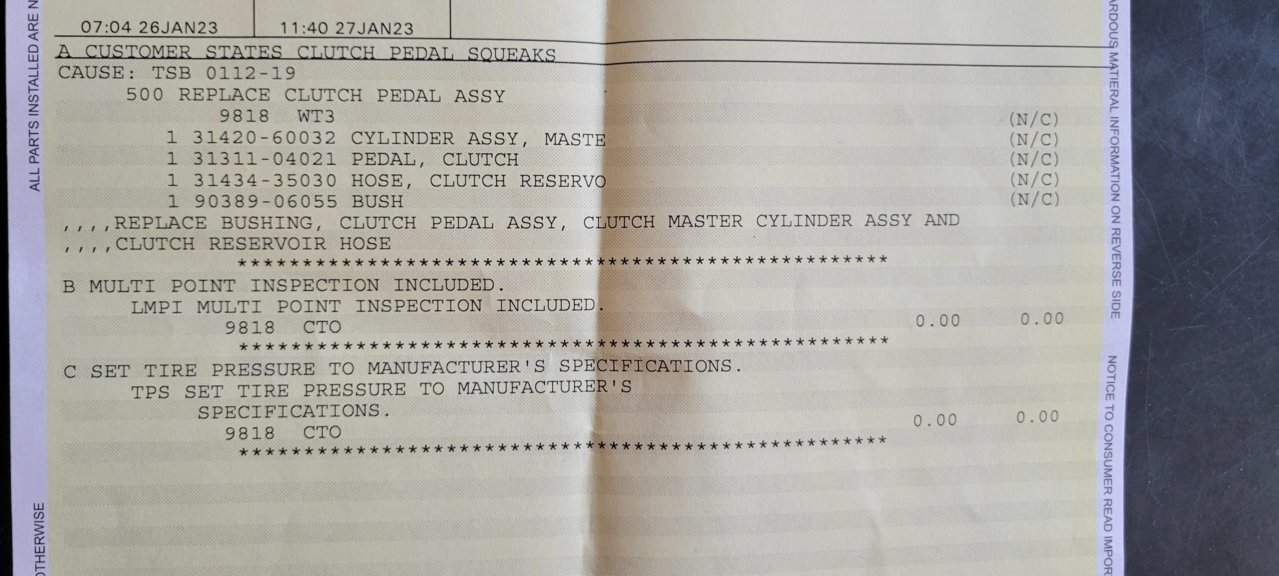 07:04 26JAN23 11:40 27JAN23
A CUSTOMER STATES CLUTCH PEDAL SQUEAKS
CAUSE: TSB 0112-19
500 REPLACE CLUTCH PEDAL ASSY
9818 WT3 (N/C)
1 31420-60032 CYLINDER ASSY, MASTE (N/C)
1 31311-04021 PEDAL, CLUTCH (N/C)
1 31434-35030 HOSE, CLUTCH RESERVO (N/C)
1 90389-06055 BUSH (N/C)
,,,,REPLACE BUSHING, CLUTCH PEDAL ASSY, CLUTCH MASTER CYLINDER ASSY AND
,,,,CLUTCH RESERVOIR HOSE
**************************************************
B MULTI POINT INSPECTION INCLUDED.
LMPI MULTI POINT INSPECTION INCLUDED.
9818 CTO 0.00 0.00
**************************************************
C SET TIRE PRESSURE TO MANUFACTURER'S SPECIFICATIONS.
TPS SET TIRE PRESSURE TO MANUFACTURER'S
SPECIFICATIONS.
9818 CTO 0.00 0.00
**************************************************
ALL PARTS INSTALLED ARE N
OTHERWISE
ARDOUS MATIERAL INFORMATION ON REVERSE SIDE
NOTICE TO CONSUMER READ IMPOR